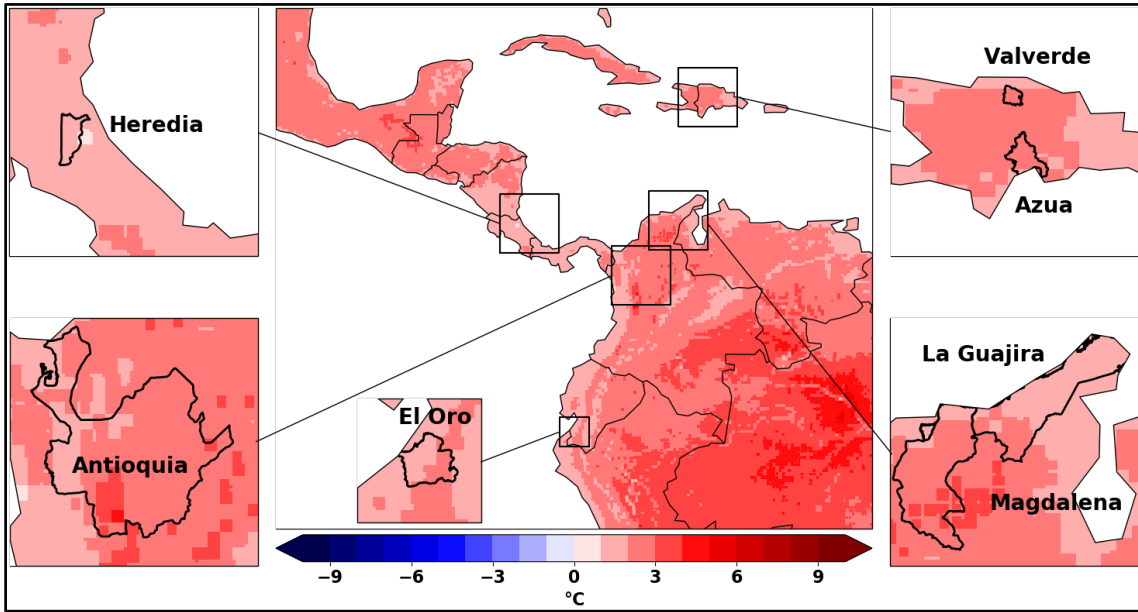 Heredia
Valverde
Azua
Antioquia
El Oro
La Guajira
Magdalena
−9 −6 −3 0 3 6 9
°C